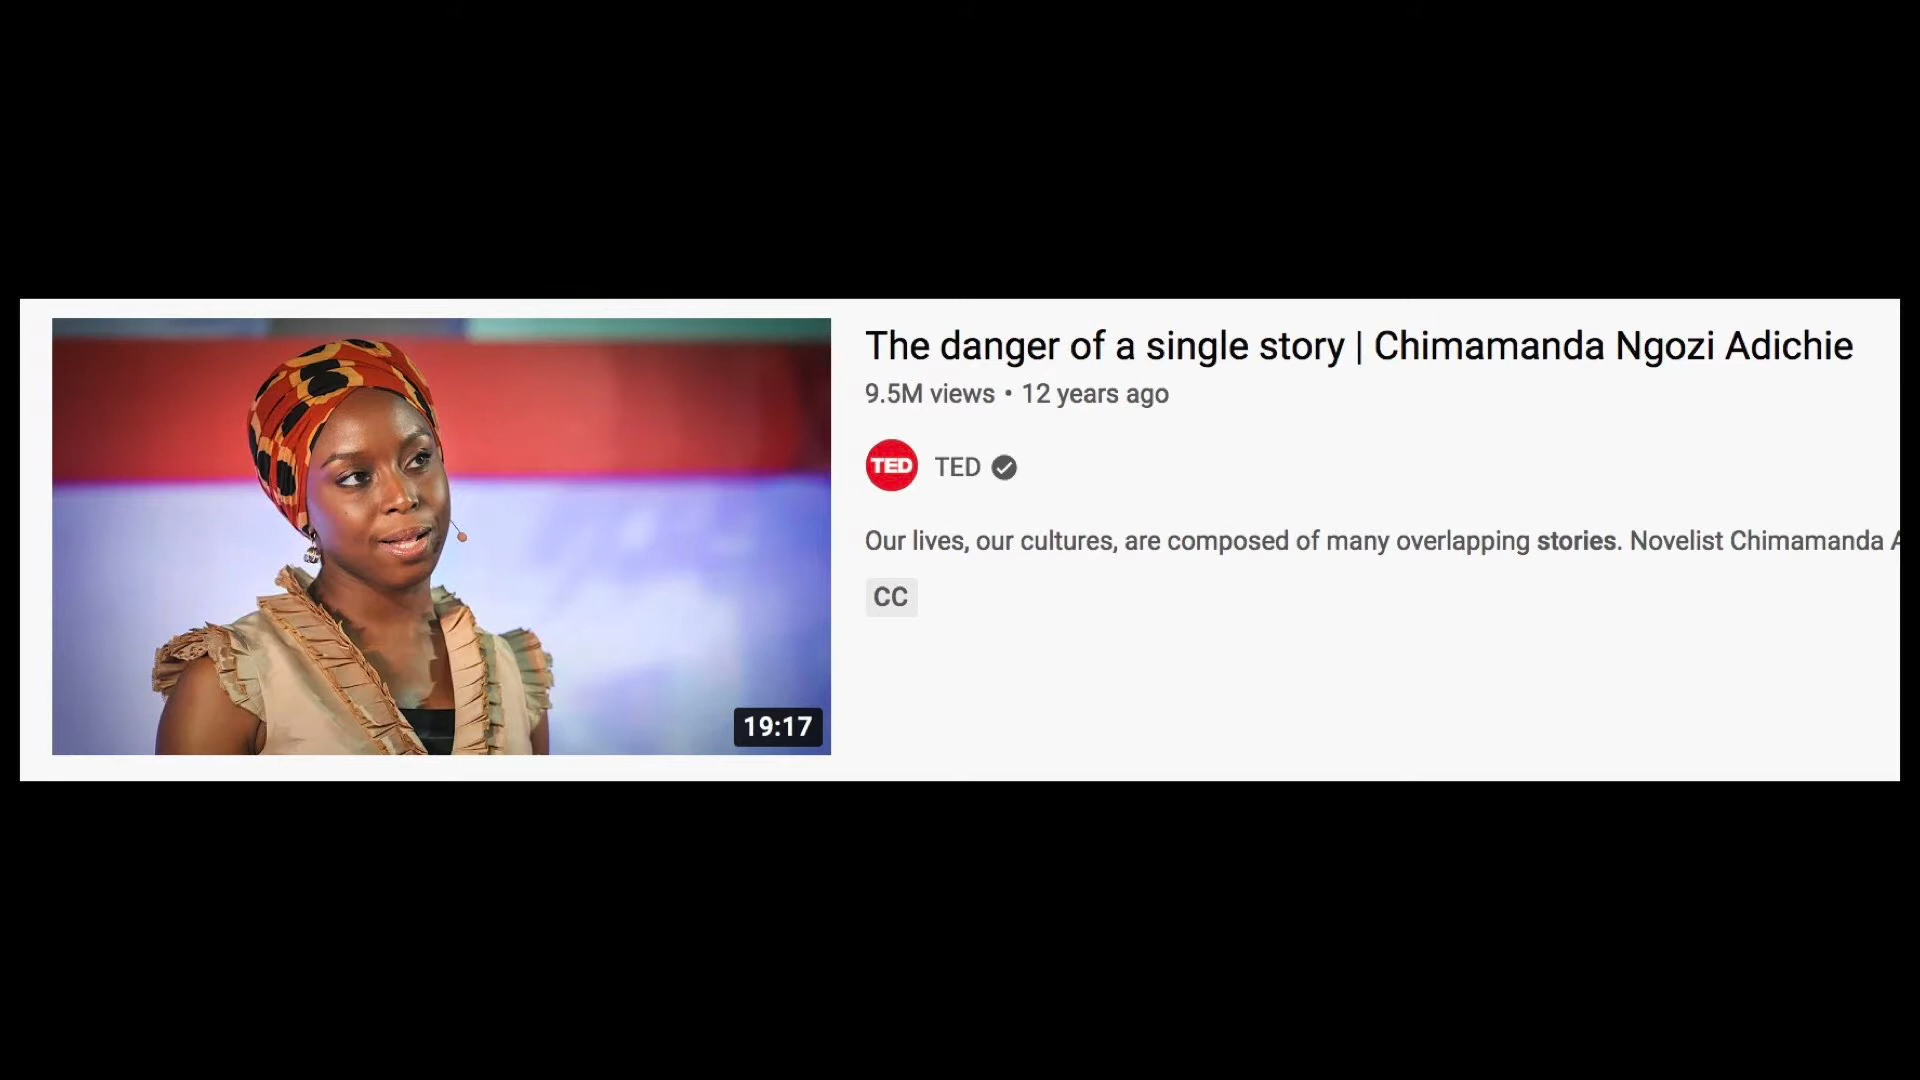 The danger of a single story | Chimamanda Ngozi Adichie
9.5M views • 12 years ago
TED
TED
Our lives, our cultures, are composed of many overlapping stories. Novelist Chimamanda A
CC
19:17